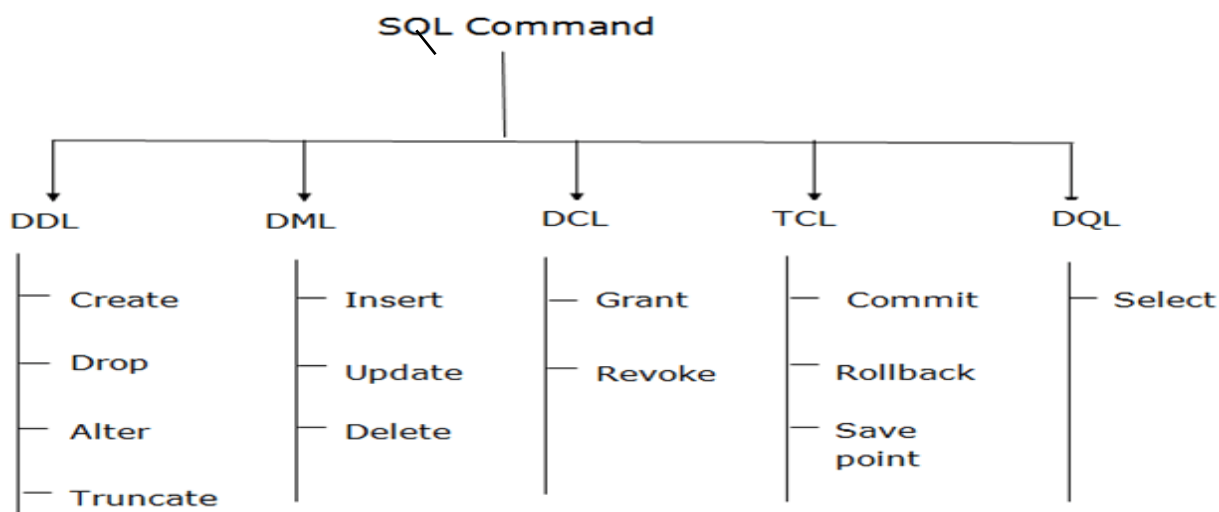 SQL Command
DDL
DML
DCL
TCL
DQL
Create
Drop
Alter
Truncate
Insert
Update
Delete
Grant
Revoke
Commit
Rollback
Save
point
Select